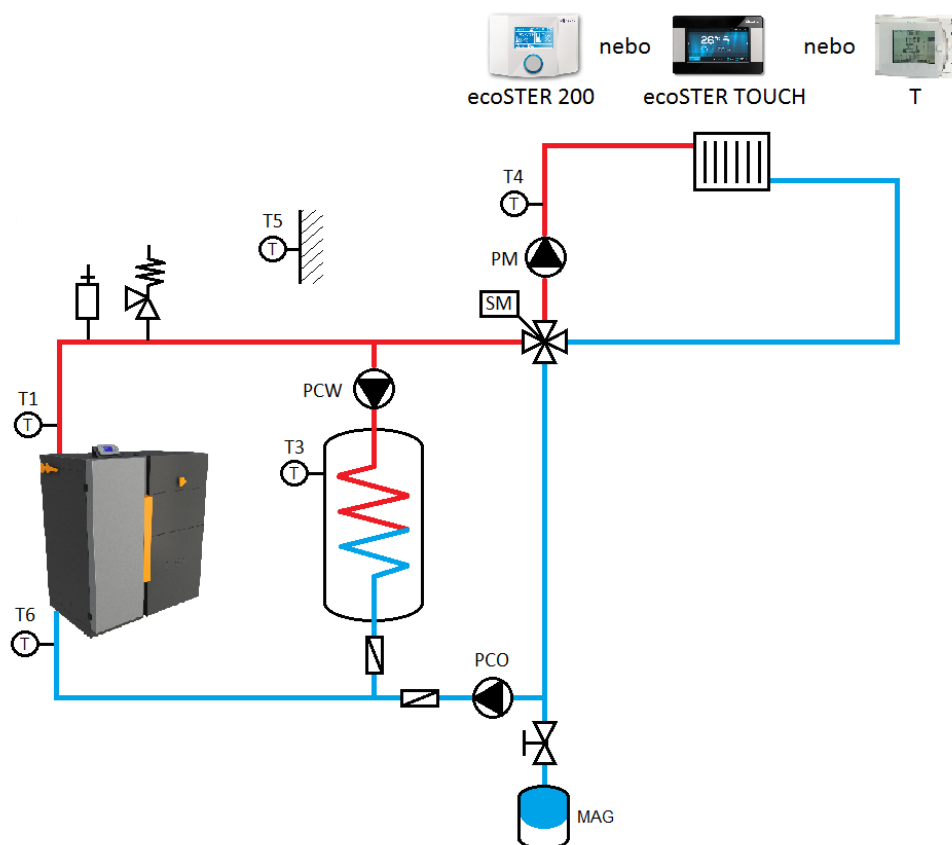 nebo nebo
ecoSTER 200 ecoSTER TOUCH T
T4
T
T5
T
PM
SM
T1
T
PCW
T3
T
T6
T
PCO
MAG